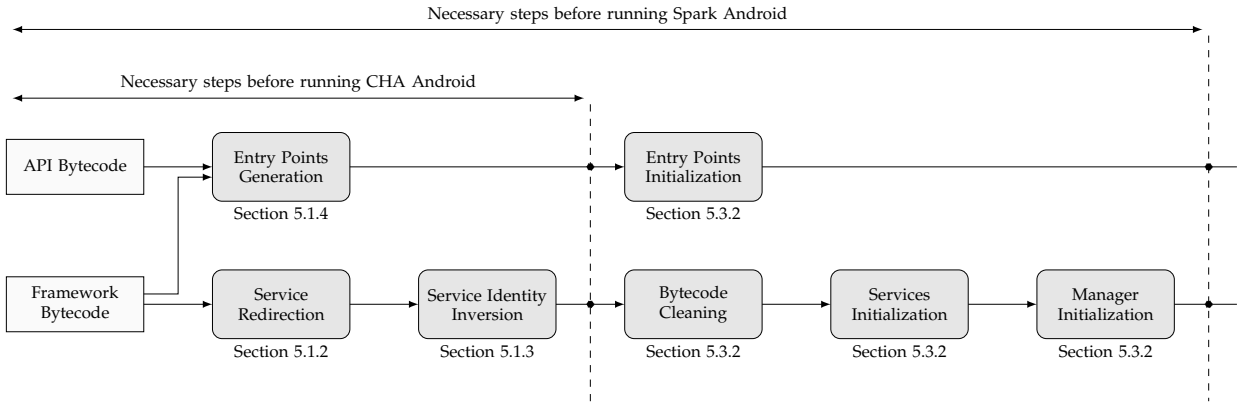 Necessary steps before running Spark Android
Necessary steps before running CHA Android
API Bytecode
Entry Points
Generation
Section 5.1.4
Entry Points
Initialization
Section 5.3.2
Framework
Bytecode
Service
Redirection
Section 5.1.2
Service Identity
Inversion
Section 5.1.3
Bytecode
Cleaning
Section 5.3.2
Services
Initialization
Section 5.3.2
Manager
Initialization
Section 5.3.2